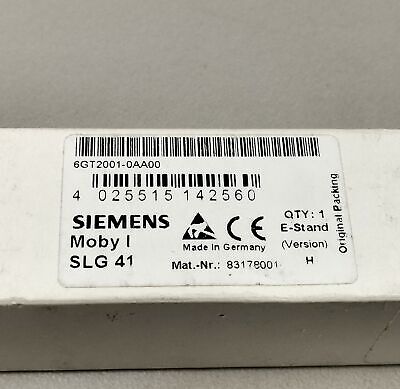 6GT2001-0AA00
4 025515 142560
SIEMENS
Moby I
SLG 41
CE
Made in Germany
Mat.-Nr.: 83178001
QTY: 1
E-Stand
(Version)
H
Original Packing